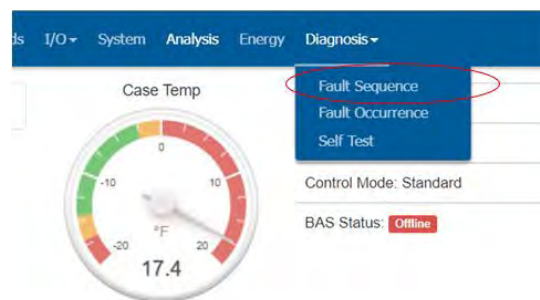 ds I/O System Analysis Energy Diagnosis
Fault Sequence
Fault Occurrence
Self Test
Case Temp
0
-10 10
-20 20
°F
17.4
Control Mode: Standard
BAS Status: Offline